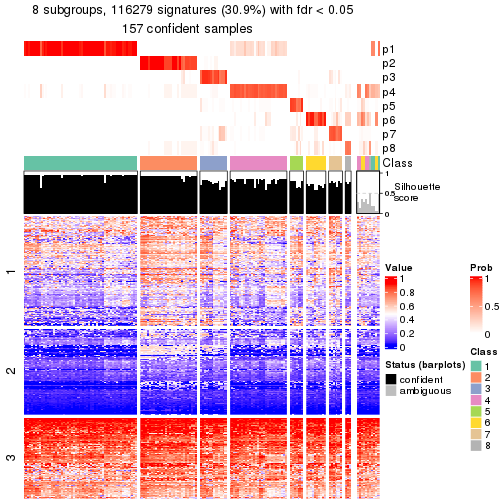 8 subgroups, 116279 signatures (30.9%) with fdr < 0.05
157 confident samples
p1
p2
p3
p4
p5
p6
p7
p8
Class
1
0.5
0
Silhouette
score
1
2
3
Value
1
0.8
0.6
0.4
0.2
0
Prob
1
0.5
0
Status (barplots)
confident
ambiguous
Class
1
2
3
4
5
6
7
8